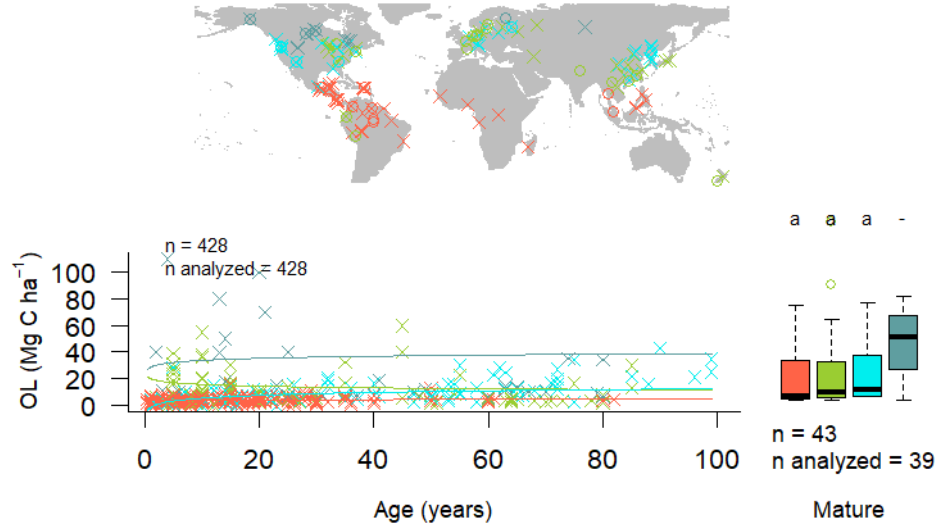 n = 428
n analyzed = 428
OL (Mg C ha⁻¹)
100
80
60
40
20
0
0 20 40 60 80 100
Age (years)
a a a -
n = 43
n analyzed = 39
Mature